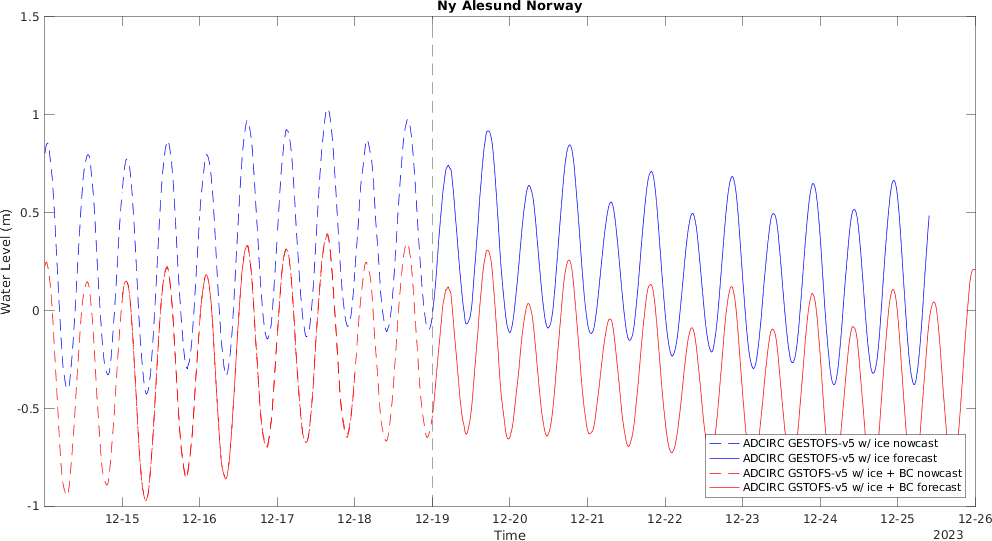 Ny Alesund Norway
1.5
1
0.5
0
-0.5
-1
Water Level (m)
12-15 12-16 12-17 12-18 12-19 12-20 12-21 12-22 12-23 12-24 12-25 12-26
Time
2023
ADCIRC GESTOFS-v5 w/ ice nowcast
ADCIRC GESTOFS-v5 w/ ice forecast
ADCIRC GSTOFS-v5 w/ ice + BC nowcast
ADCIRC GSTOFS-v5 w/ ice + BC forecast